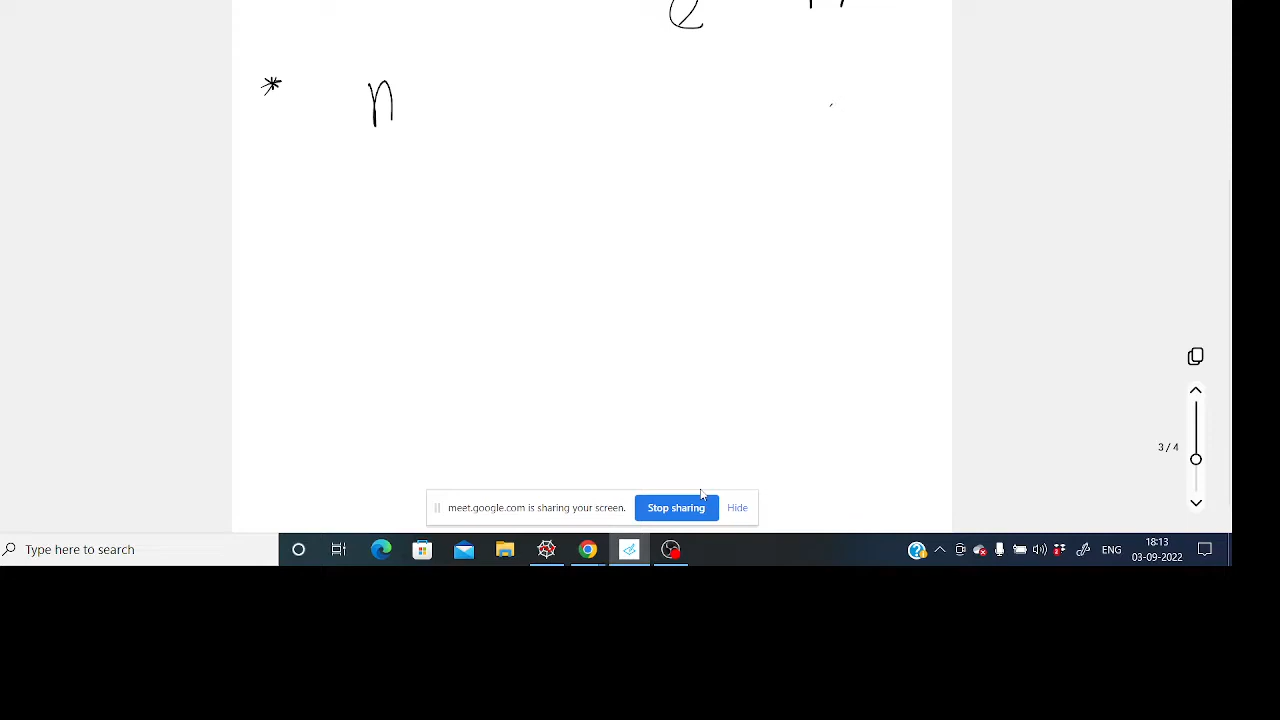 * n
3 / 4
meet.google.com is sharing your screen. Stop sharing Hide
Type here to search
ENG
18:13
03-09-2022